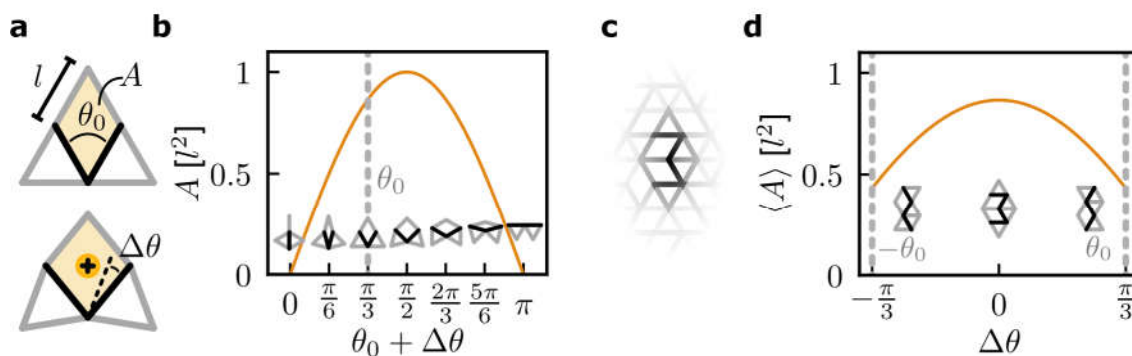 a
l
A
θ₀
Δθ
b
A [l²]
1
0.5
0
θ₀
0 π/6 π/3 π/2 2π/3 5π/6 π
θ₀ + Δθ
c
d
⟨A⟩ [l²]
1
0.5
0
−θ₀ θ₀
−π/3 0 π/3
Δθ